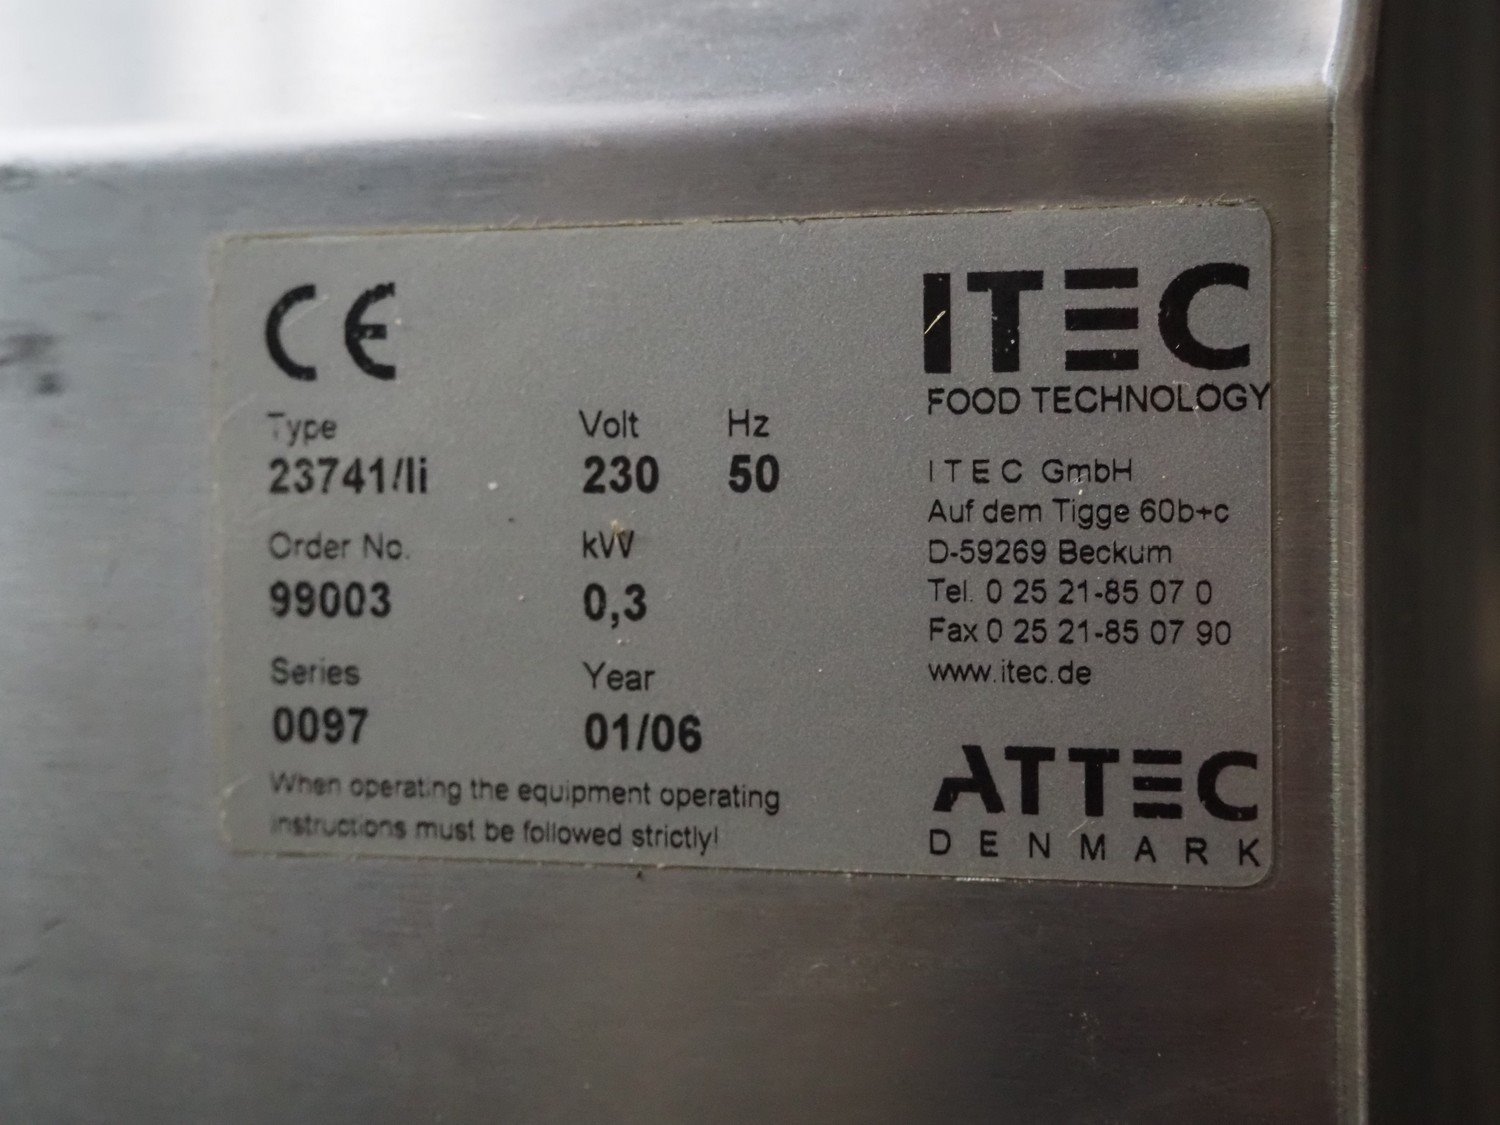 CE
Type Volt Hz
23741/li 230 50
Order No. kW
99003 0,3
Series Year
0097 01/06
When operating the equipment operating
instructions must be followed strictly!
ITEC
FOOD TECHNOLOGY
ITEC GmbH
Auf dem Tigge 60b+c
D-59269 Beckum
Tel. 0 25 21-85 07 0
Fax 0 25 21-85 07 90
www.itec.de
ATTEC
DENMARK